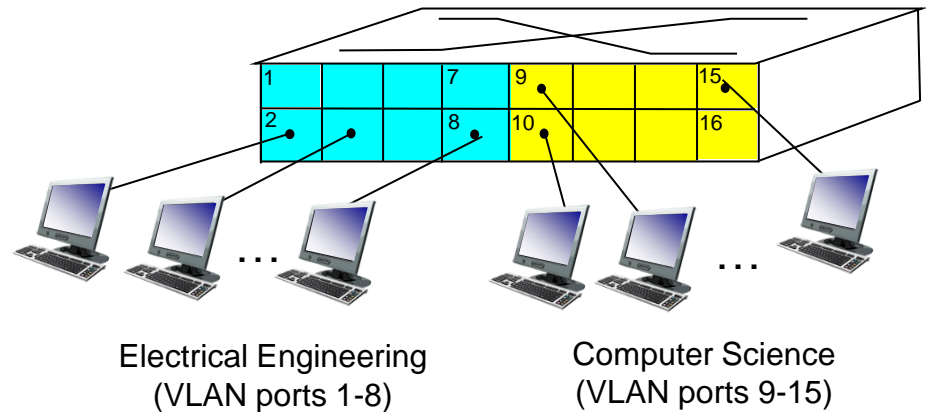 1 7 9 15
2 8 10 16
... ...
Electrical Engineering
(VLAN ports 1-8)
Computer Science
(VLAN ports 9-15)